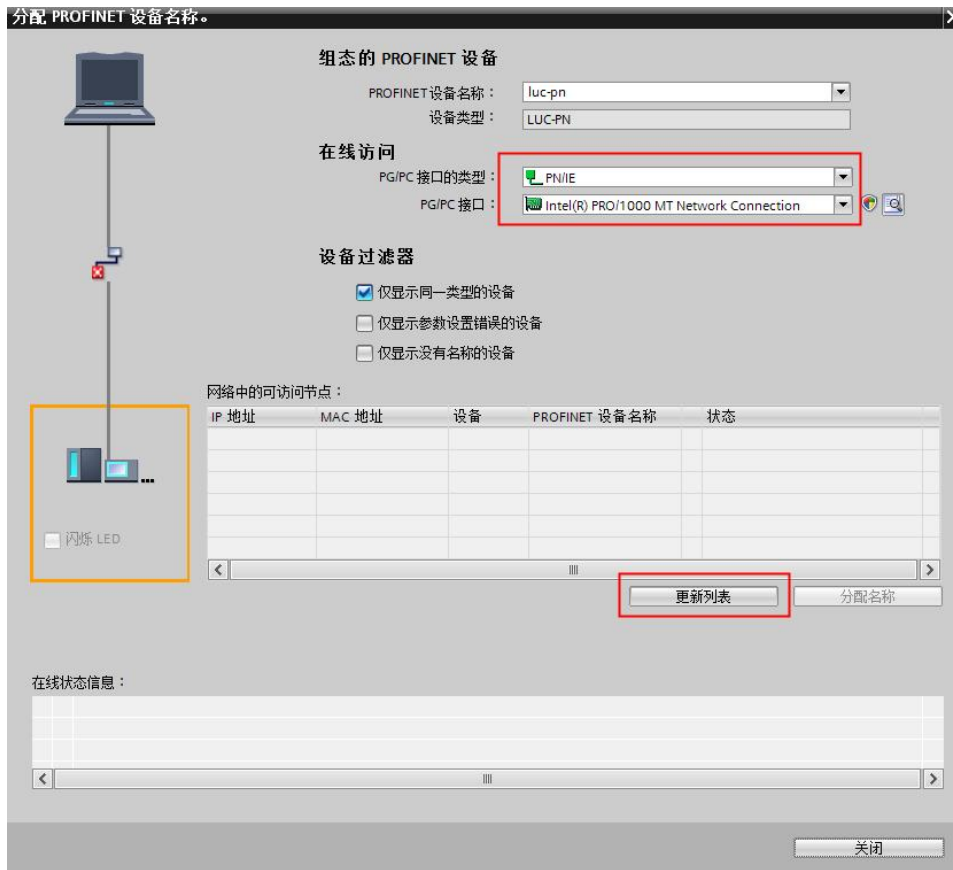 分配 PROFINET 设备名称。
组态的 PROFINET 设备
PROFINET设备名称： luc-pn
设备类型： LUC-PN
在线访问
PG/PC 接口的类型： PN/IE
PG/PC 接口： Intel(R) PRO/1000 MT Network Connection
设备过滤器
仅显示同一类型的设备
仅显示参数设置错误的设备
仅显示没有名称的设备
网络中的可访问节点：
IP 地址 MAC 地址 设备 PROFINET 设备名称 状态
闪烁 LED
更新列表 分配名称
在线状态信息：
关闭